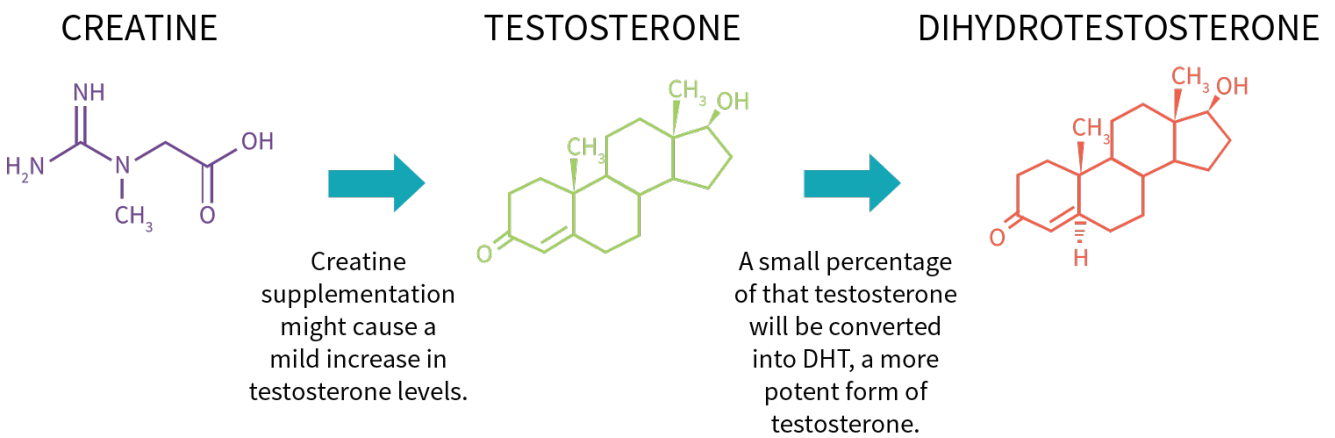 CREATINE
TESTOSTERONE
DIHYDROTESTOSTERONE
NH
H₂N
N
CH₃
OH
O
CH₃
OH
CH₃
O
CH₃
OH
CH₃
O
H
Creatine
supplementation
might cause a
mild increase in
testosterone levels.
A small percentage
of that testosterone
will be converted
into DHT, a more
potent form of
testosterone.